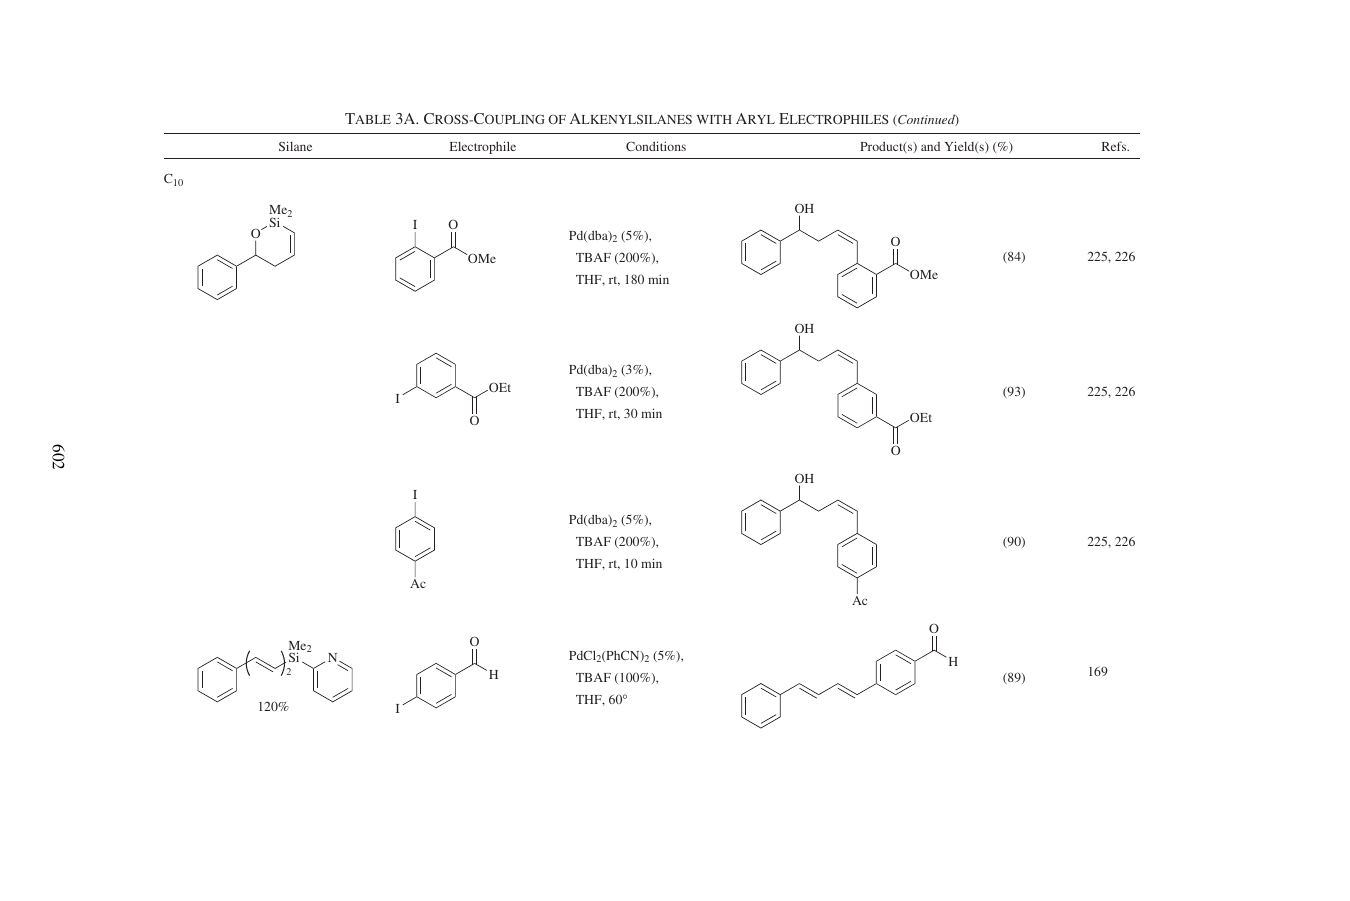 TABLE 3A. CROSS-COUPLING OF ALKENYLSILANES WITH ARYL ELECTROPHILES (Continued)
Silane Electrophile Conditions Product(s) and Yield(s) (%) Refs.
C10
Me2
Si
O
I O
OMe
Pd(dba)2 (5%),
TBAF (200%),
THF, rt, 180 min
OH
O
OMe
(84) 225, 226
I
OEt
O
Pd(dba)2 (3%),
TBAF (200%),
THF, rt, 30 min
OH
OEt
O
(93) 225, 226
I
Ac
Pd(dba)2 (5%),
TBAF (200%),
THF, rt, 10 min
OH
Ac
(90) 225, 226
Me2
Si N
( )2
120%
O
H
I
PdCl2(PhCN)2 (5%),
TBAF (100%),
THF, 60°
O
H
(89) 169
602